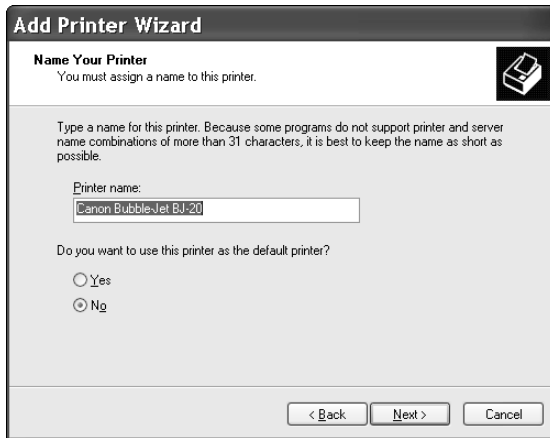 Add Printer Wizard
Name Your Printer
You must assign a name to this printer.
Type a name for this printer. Because some programs do not support printer and server
name combinations of more than 31 characters, it is best to keep the name as short as
possible.
Printer name:
Canon Bubble-Jet BJ-20
Do you want to use this printer as the default printer?
Yes
No
< Back Next > Cancel